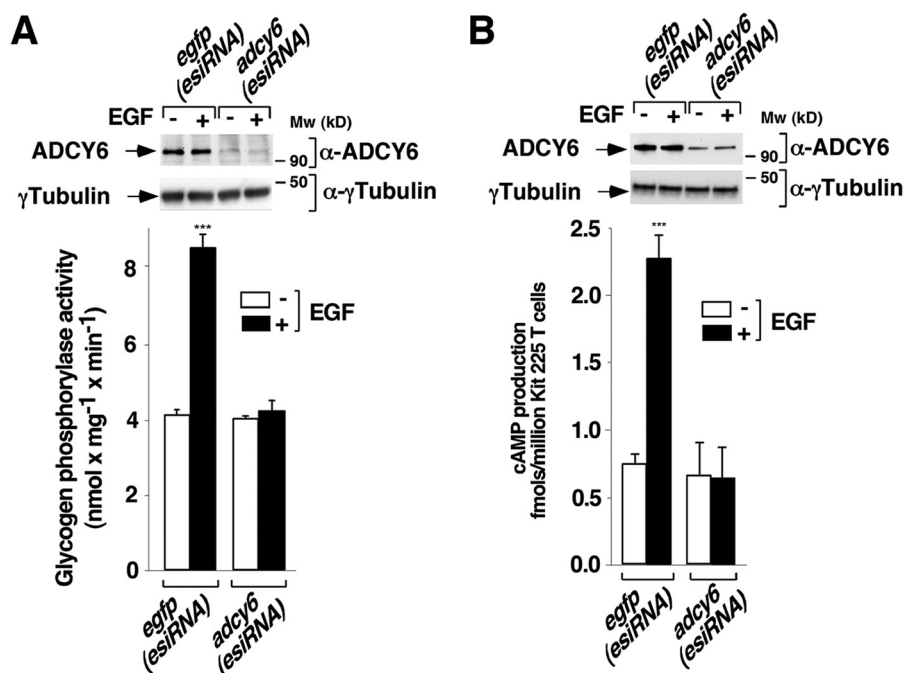 A
egfp
(esiRNA)
adcy6
(esiRNA)
EGF - + - + Mw (kD)
ADCY6 – 90 α-ADCY6
γTubulin – 50 α-γTubulin
***
Glycogen phosphorylase activity
(nmol x mg⁻¹ x min⁻¹)
8
6
4
2
0
-
+
EGF
egfp
(esiRNA)
adcy6
(esiRNA)
B
egfp
(esiRNA)
adcy6
(esiRNA)
EGF - + - + Mw (kD)
ADCY6 – 90 α-ADCY6
γTubulin – 50 α-γTubulin
***
cAMP production
fmols/million Kit 225 T cells
2.5
2.0
1.5
1.0
0.5
0.0
-
+
EGF
egfp
(esiRNA)
adcy6
(esiRNA)